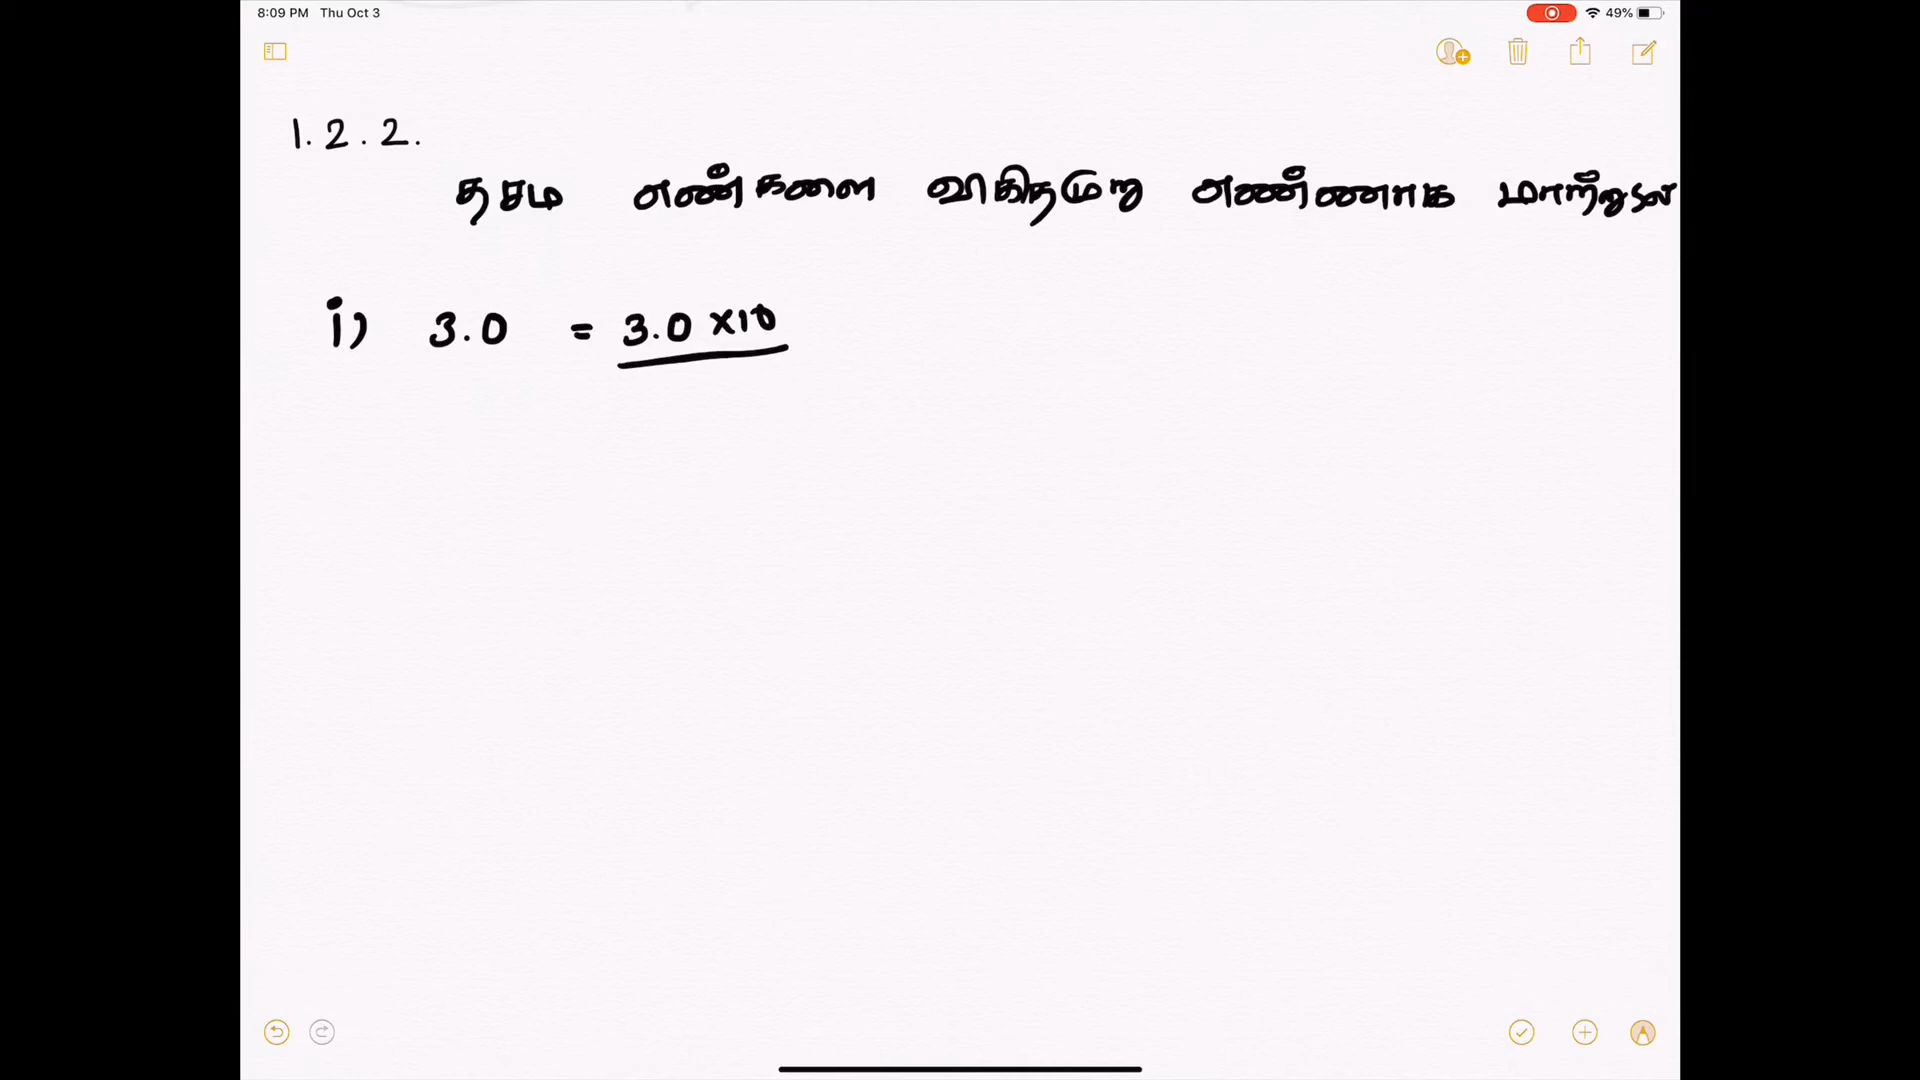 8:09 PM Thu Oct 3 49%
1.2.2.
தசம எண்களை விகிதமுறு எண்ணாக மாற்றுதல்
i) 3.0 = 3.0 ×10